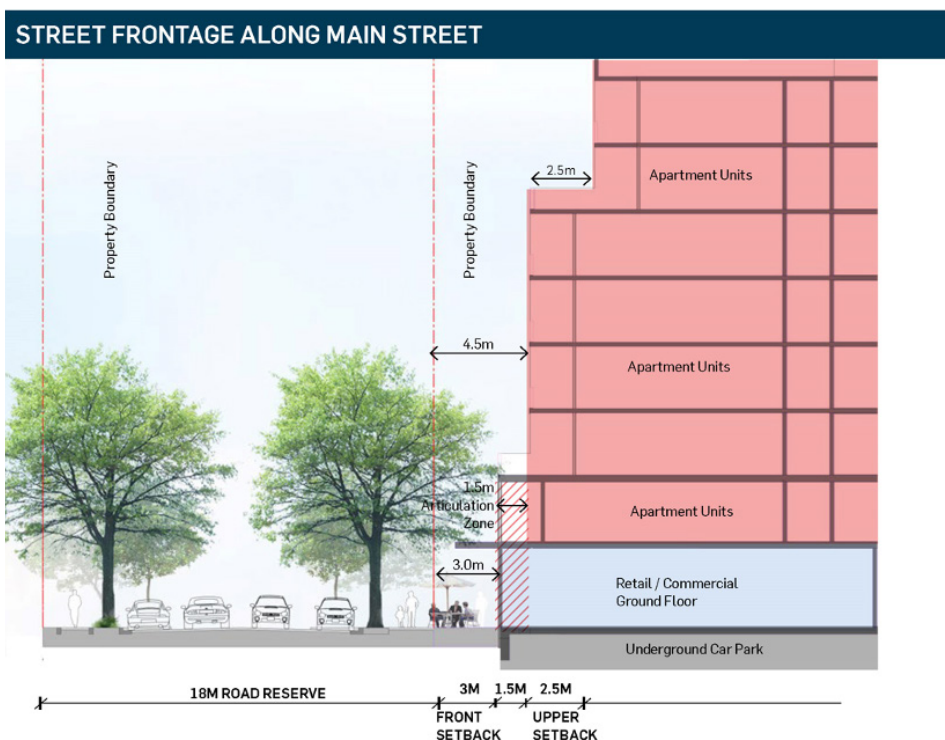 STREET FRONTAGE ALONG MAIN STREET
Property Boundary
Property Boundary
2.5m
Apartment Units
4.5m
Apartment Units
1.5m
Articulation
Zone
Apartment Units
3.0m
Retail / Commercial
Ground Floor
Underground Car Park
18M ROAD RESERVE
3M
1.5M
2.5M
FRONT
SETBACK
UPPER
SETBACK